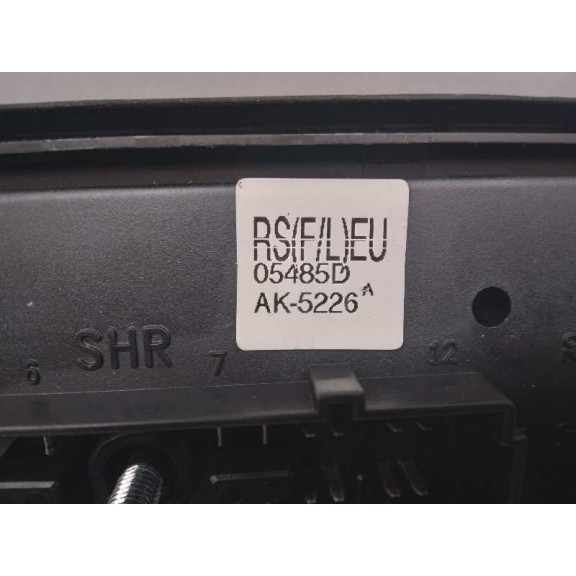 RS(F/L)EU
05485D
AK-5226 A
SHR
6 7 12